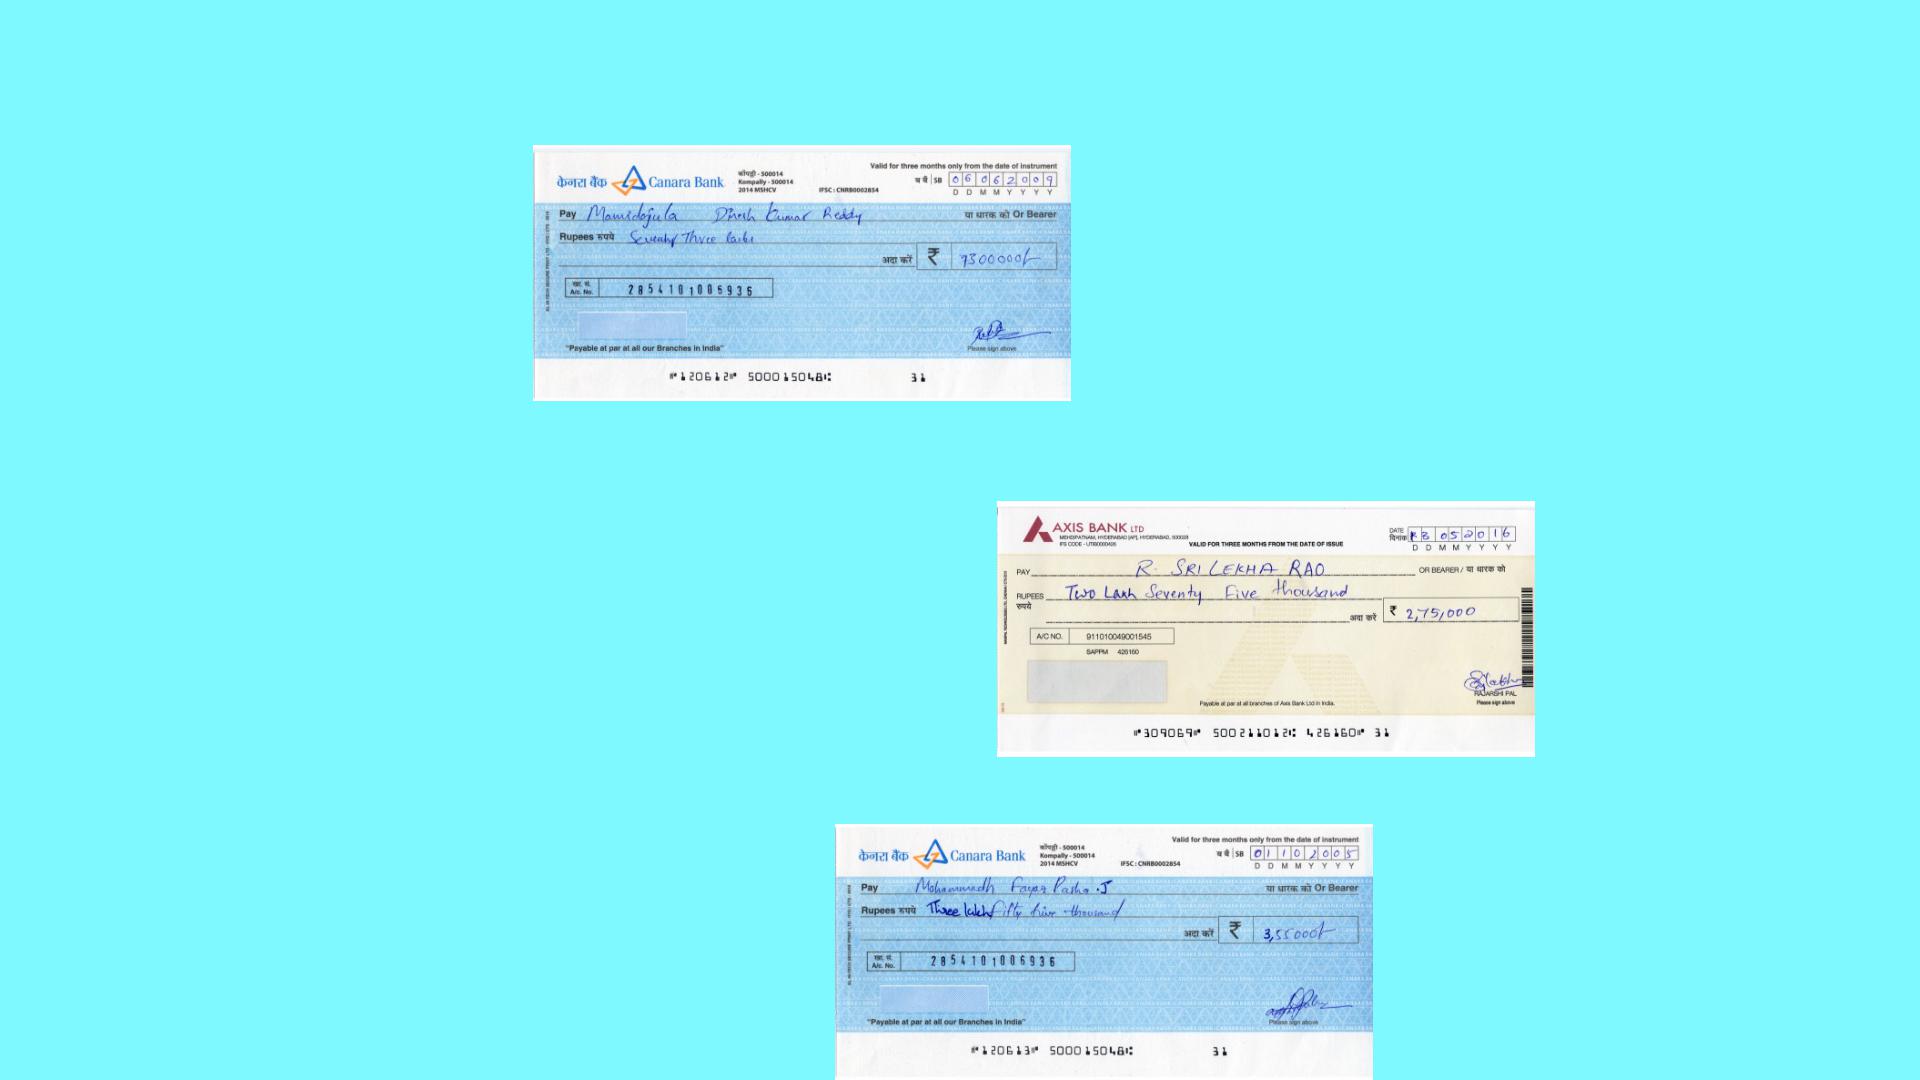 Valid for three months only from the date of instrument
केनरा बैंक Canara Bank
कोंपल्ली - 500014
Kompally - 500014
2014 MSHCV
IFSC : CNRB0002854
SB 06062009
D D M M Y Y Y Y
Pay Mamidojula Dinesh Kumar Reddy या धारक को Or Bearer
Rupees रुपये Seventy Three lacks
अदा करें ₹ 7300000/-
खा. सं.
A/c. No. 2854101006936
"Payable at par at all our Branches in India"
Please sign above
⑈120612⑈ 500015048⑆ 31
AXIS BANK LTD
MEHDIPATNAM, HYDERABAD [AP], HYDERABAD, 500028
IFS CODE - UTIB0000426
VALID FOR THREE MONTHS FROM THE DATE OF ISSUE
DATE
दिनांक 052016
D D M M Y Y Y Y
PAY R. SRI LEKHA RAO OR BEARER / या धारक को
RUPEES Two Lakh Seventy Five thousand
रुपये
अदा करें ₹ 2,75,000
A/C NO. 911010049001545
SAPPM 426160
RAJARSHI PAL
Payable at par at all branches of Axis Bank Ltd in India.
Please sign above
⑈309069⑈ 500211012⑆ 426160⑈ 31
Valid for three months only from the date of instrument
केनरा बैंक Canara Bank
कोंपल्ली - 500014
Kompally - 500014
2014 MSHCV
IFSC : CNRB0002854
SB 01102005
D D M M Y Y Y Y
Pay Mohammadh Fayaz Pasha .J या धारक को Or Bearer
Rupees रुपये Three lakh fifty five thousand
अदा करें ₹ 3,55000/-
खा. सं.
A/c. No. 2854101006936
"Payable at par at all our Branches in India"
Please sign above
⑈120613⑈ 500015048⑆ 31